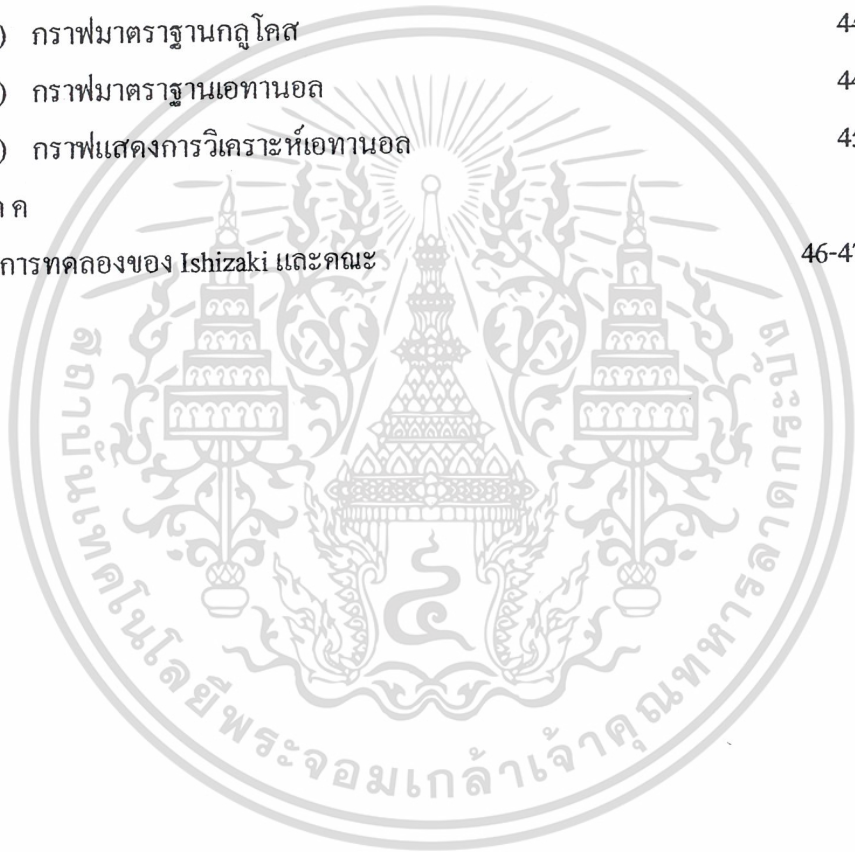 ) กราฟมาตราฐานกลูโคส 44
) กราฟมาตราฐานเอทานอล 44
) กราฟแสดงการวิเคราะห์เอทานอล
ค
การทดลองของ Ishizaki และคณะ 46-47
สถาบันเทคโนโลยีพระจอมเกล้าเจ้าคุณทหารลาดกระบัง